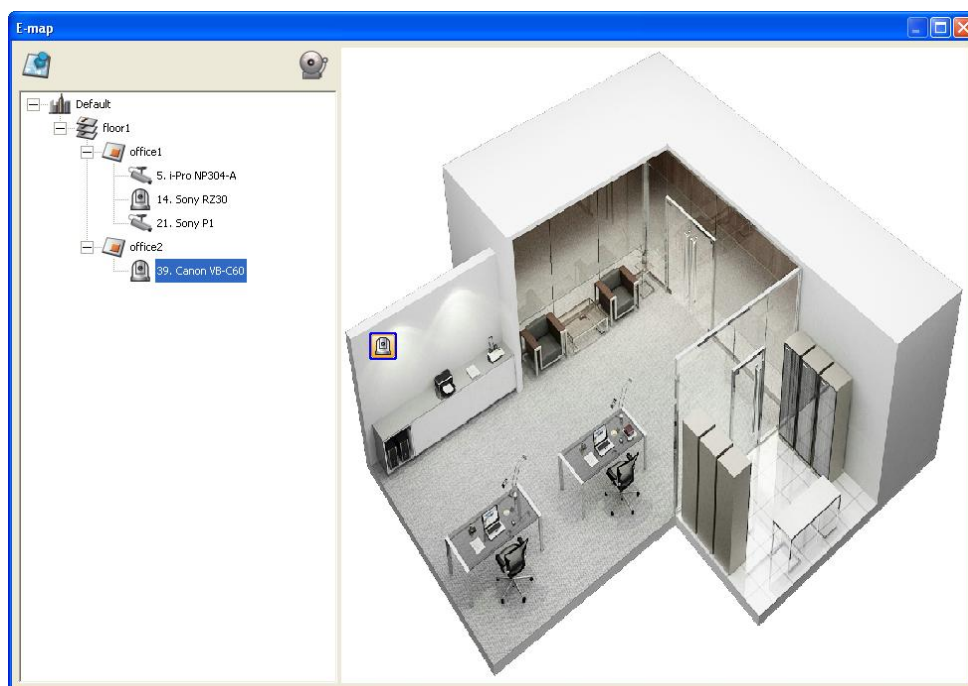 E-map
Default
floor1
office1
5. i-Pro NP304-A
14. Sony RZ30
21. Sony P1
office2
39. Canon VB-C60